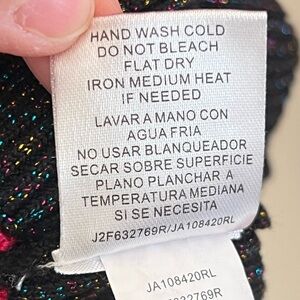 HAND WASH COLD
DO NOT BLEACH
FLAT DRY
IRON MEDIUM HEAT
IF NEEDED
LAVAR A MANO CON
AGUA FRIA
NO USAR BLANQUEADOR
SECAR SOBRE SUPERFICIE
PLANO PLANCHAR A
TEMPERATURA MEDIANA
SI SE NECESITA
J2F632769R/JA108420RL
JA108420RL
32769R